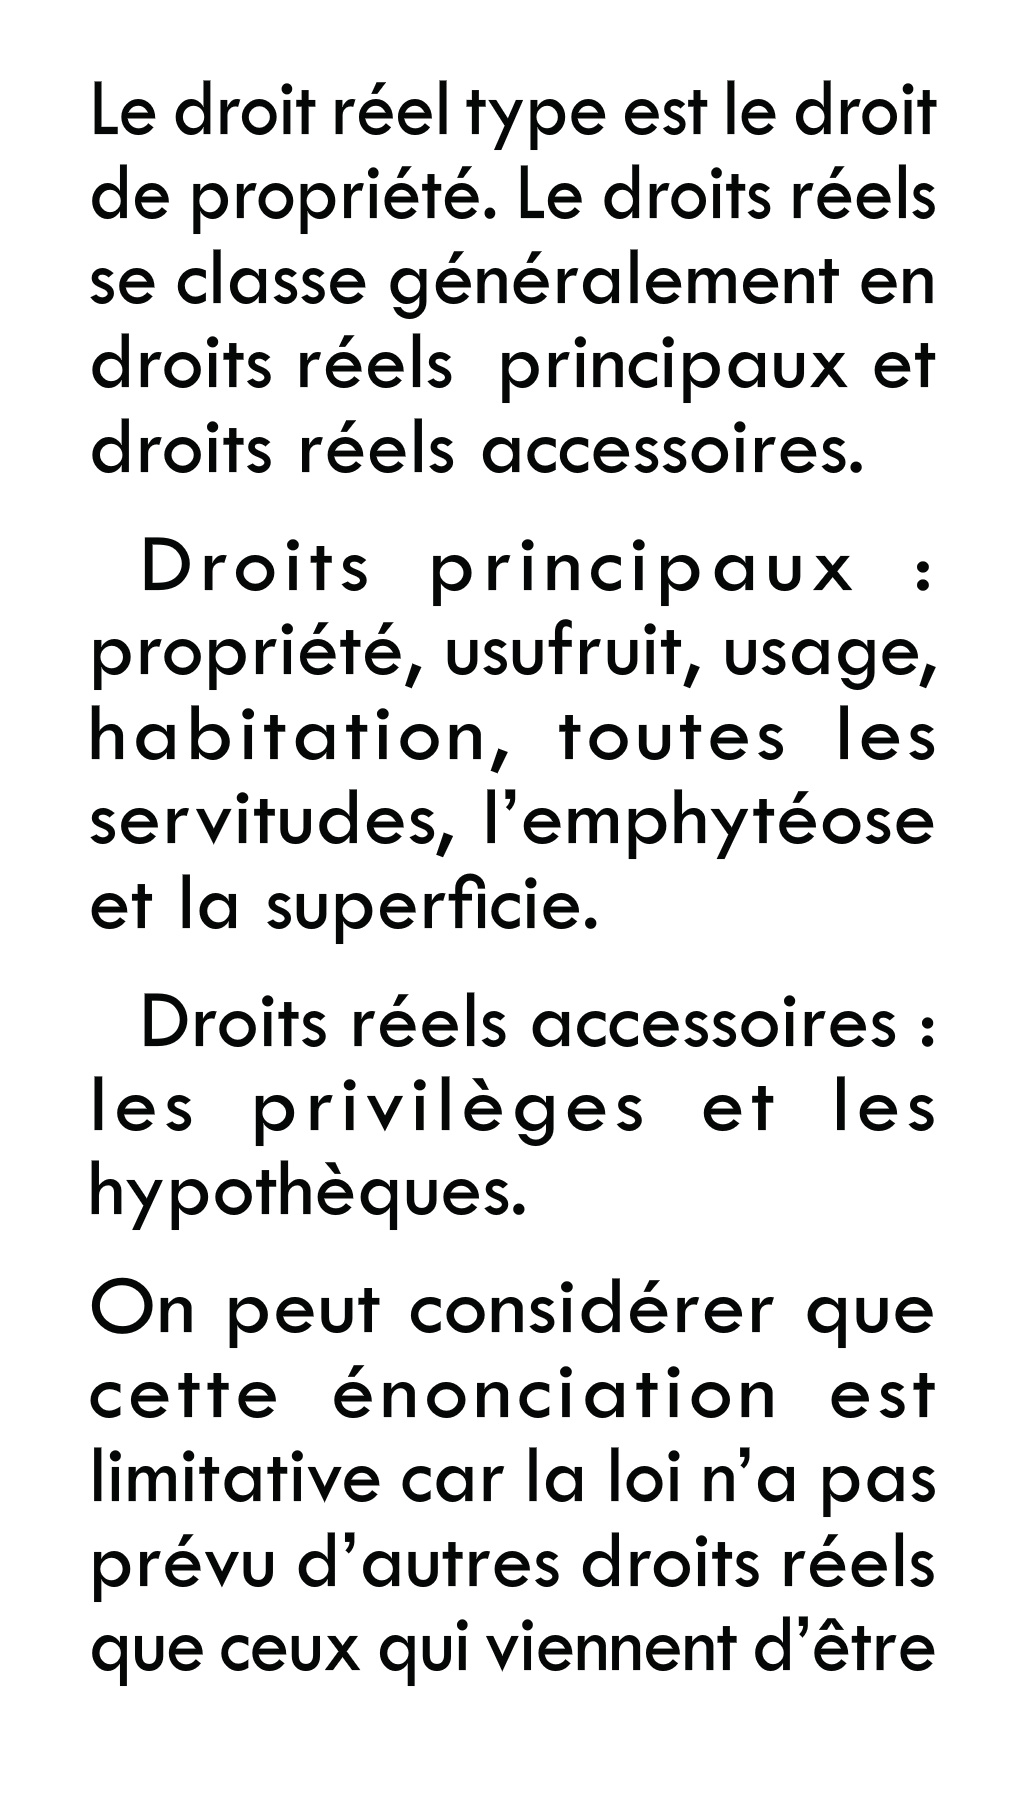 Le droit réel type est le droit
de propriété. Le droits réels
se classe généralement en
droits réels  principaux et
droits réels accessoires.
Droits principaux :
propriété, usufruit, usage,
habitation, toutes les
servitudes, l’emphytéose
et la superficie.
Droits réels accessoires :
les privilèges et les
hypothèques.
On peut considérer que
cette énonciation est
limitative car la loi n’a pas
prévu d’autres droits réels
que ceux qui viennent d’être